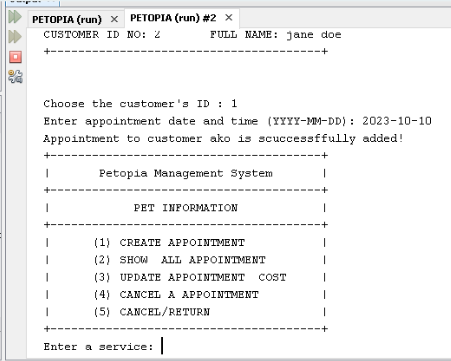 PETOPIA (run) × PETOPIA (run) #2 ×
CUSTOMER ID NO: 2 FULL NAME: jane doe
+-------------------------------+
Choose the customer's ID : 1
Enter appointment date and time (YYYY-MM-DD): 2023-10-10
Appointment to customer ako is scuccessffully added!
+-------------------------------+
| Petopia Management System |
+-------------------------------+
| PET INFORMATION |
+-------------------------------+
| (1) CREATE APPOINTMENT |
| (2) SHOW ALL APPOINTMENT |
| (3) UPDATE APPOINTMENT COST |
| (4) CANCEL A APPOINTMENT |
| (5) CANCEL/RETURN |
+-------------------------------+
Enter a service: